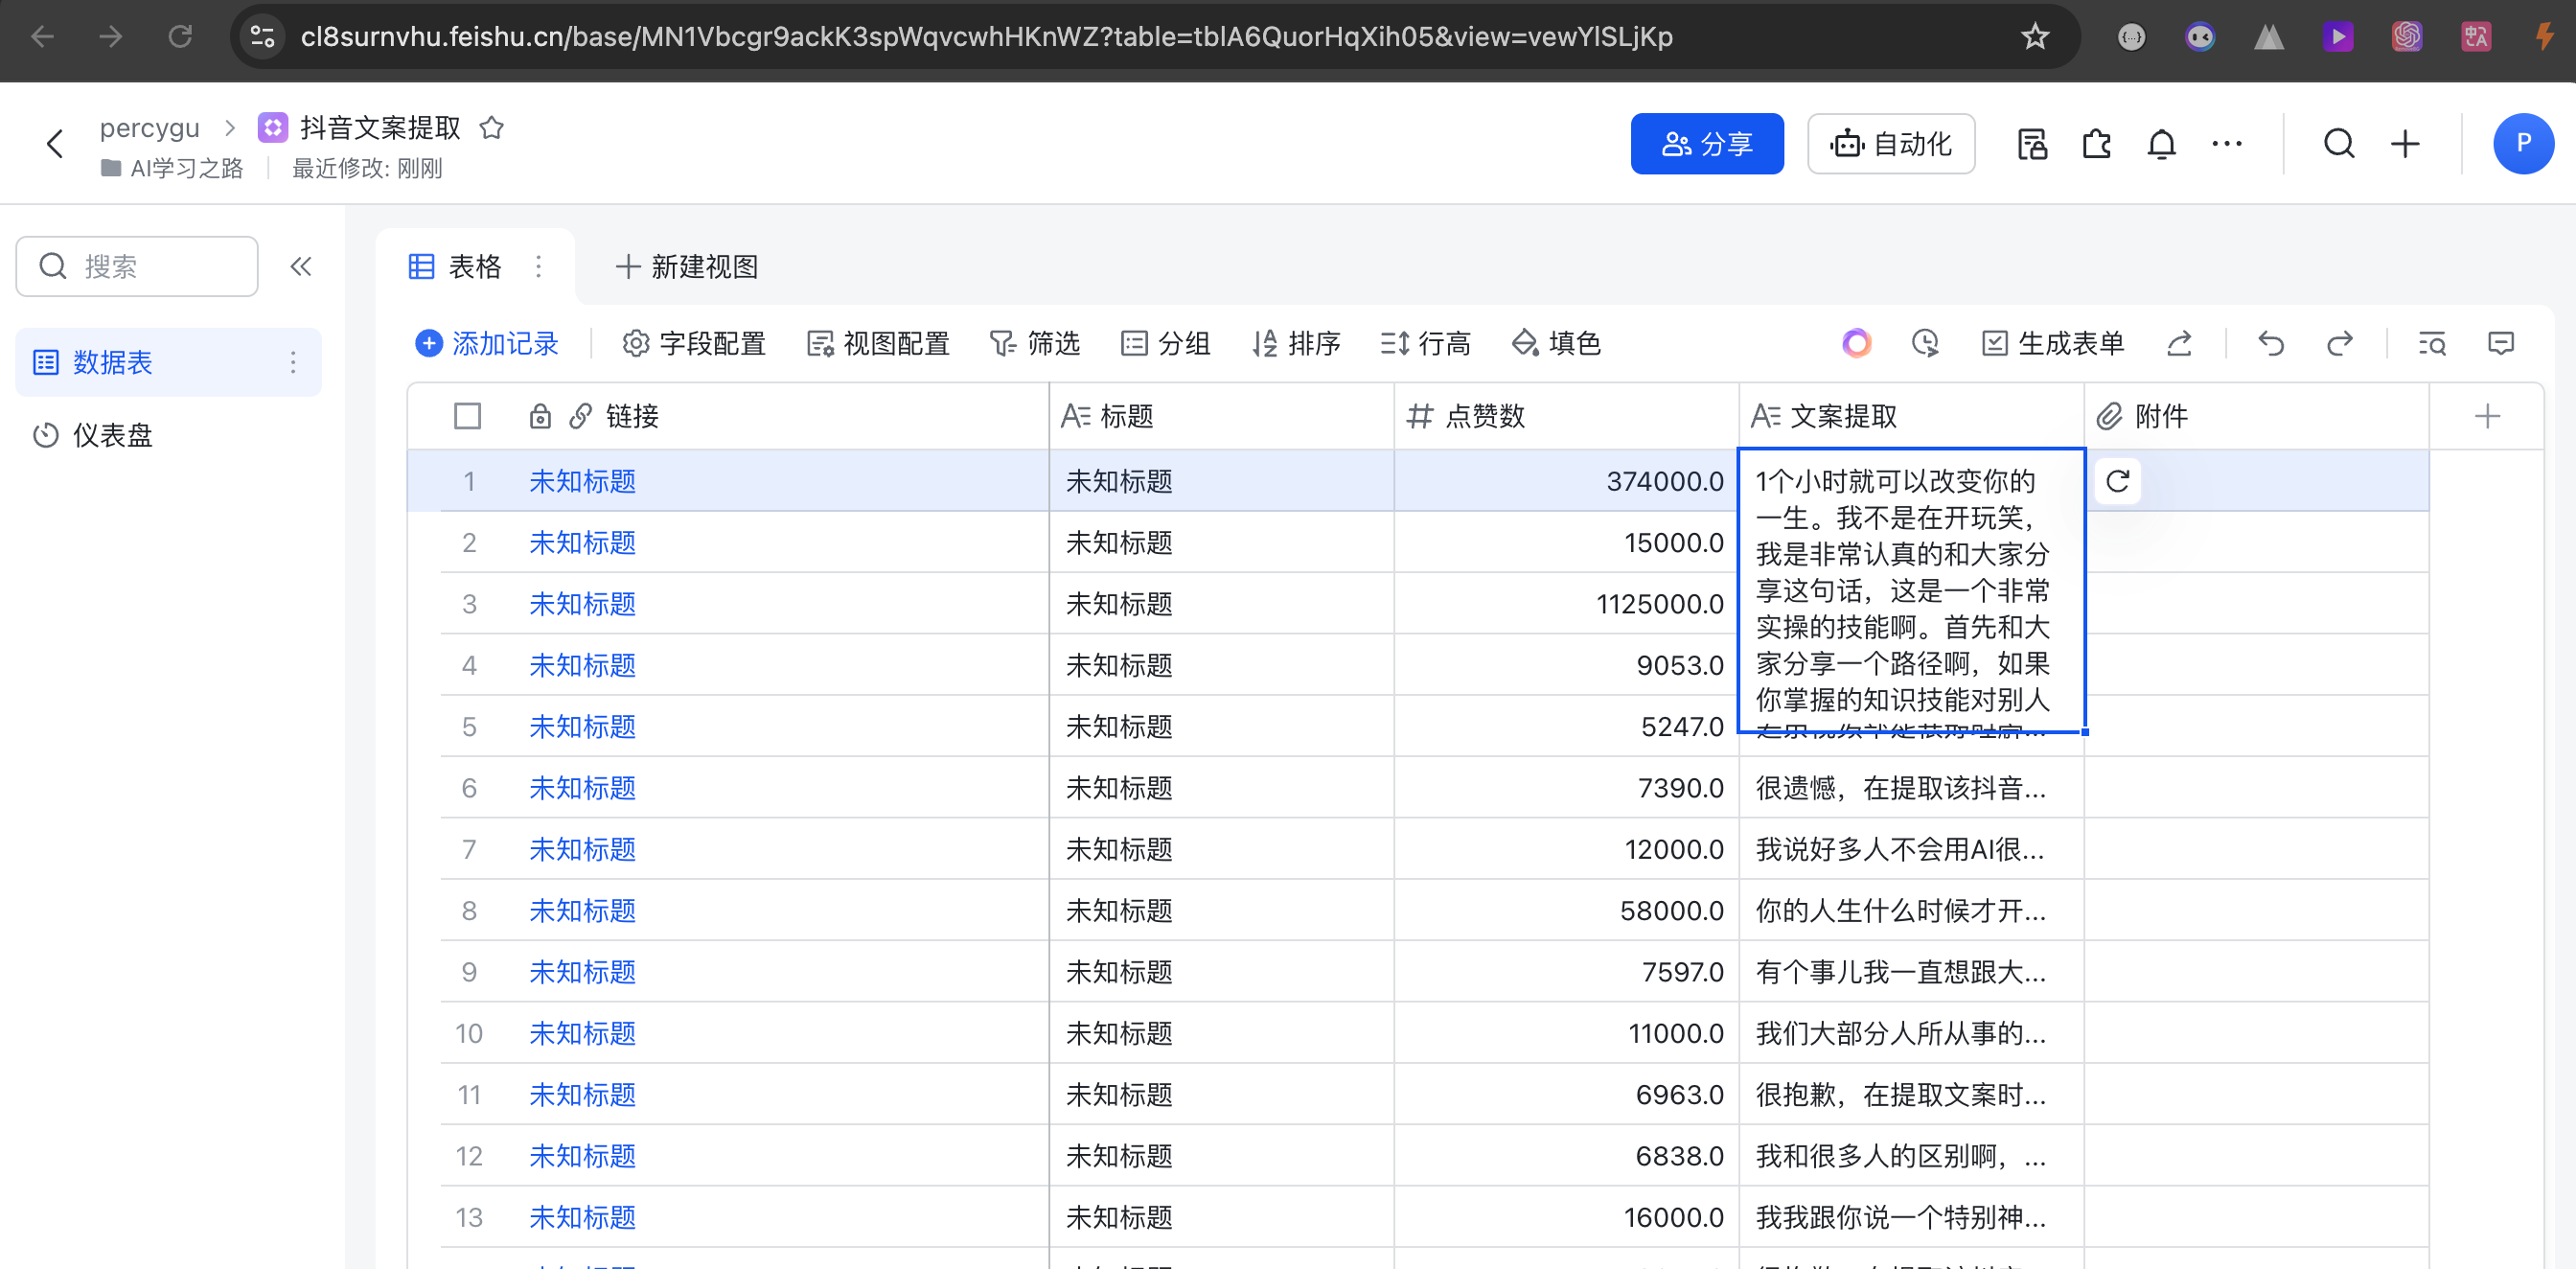 cl8surnvhu.feishu.cn/base/MN1Vbcgr9ackK3spWqvcwhHKnWZ?table=tblA6QuorHqXih05&view=vewYlSLjKp
percygu
抖音文案提取
AI学习之路
最近修改: 刚刚
分享
自动化
P
搜索
数据表
仪表盘
表格
新建视图
添加记录
字段配置
视图配置
筛选
分组
排序
行高
填色
生成表单
链接 标题 点赞数 文案提取 附件
1 未知标题 未知标题 374000.0
1个小时就可以改变你的
一生。我不是在开玩笑，
我是非常认真的和大家分
享这句话，这是一个非常
实操的技能啊。首先和大
家分享一个路径啊，如果
你掌握的知识技能对别人
2 未知标题 未知标题 15000.0
3 未知标题 未知标题 1125000.0
4 未知标题 未知标题 9053.0
5 未知标题 未知标题 5247.0
6 未知标题 未知标题 7390.0 很遗憾，在提取该抖音...
7 未知标题 未知标题 12000.0 我说好多人不会用AI很...
8 未知标题 未知标题 58000.0 你的人生什么时候才开...
9 未知标题 未知标题 7597.0 有个事儿我一直想跟大...
10 未知标题 未知标题 11000.0 我们大部分人所从事的...
11 未知标题 未知标题 6963.0 很抱歉，在提取文案时...
12 未知标题 未知标题 6838.0 我和很多人的区别啊，...
13 未知标题 未知标题 16000.0 我我跟你说一个特别神...